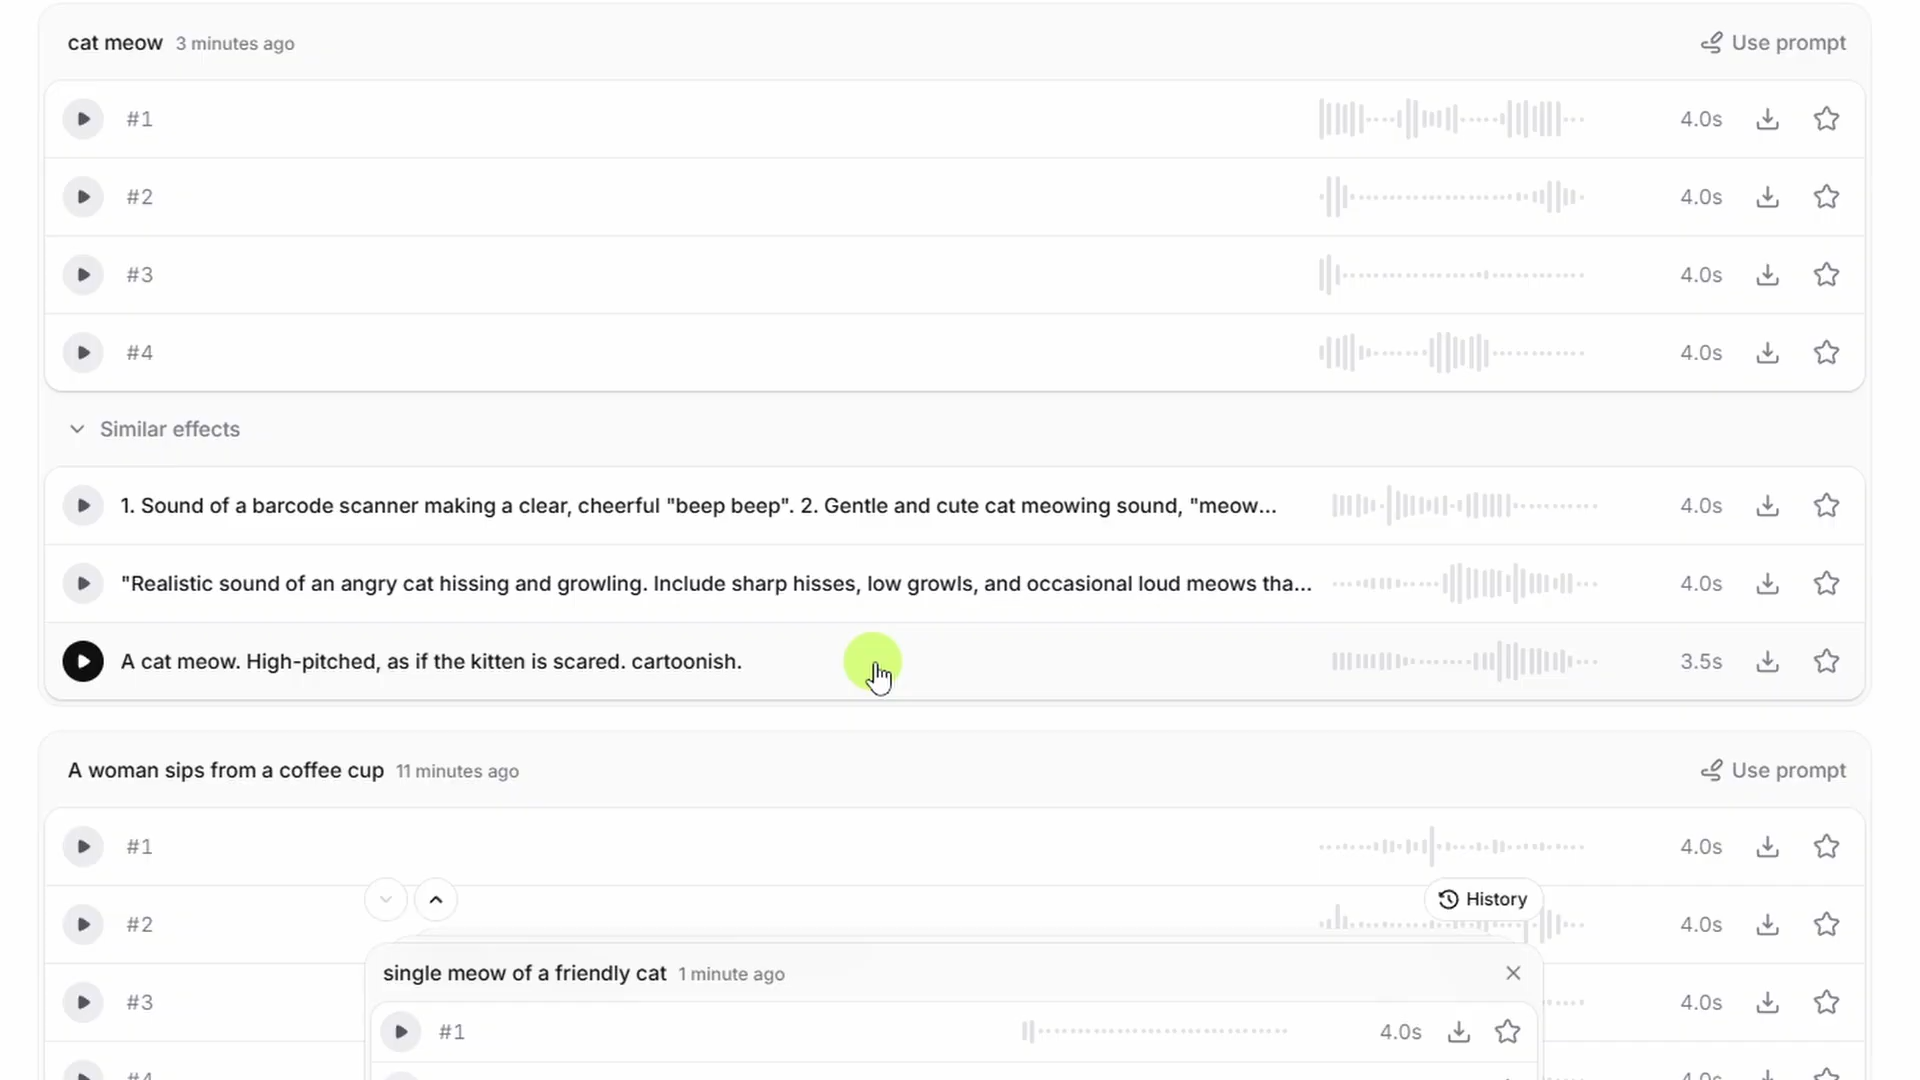 cat meow 3 minutes ago Use prompt
#1 4.0s
#2 4.0s
#3 4.0s
#4 4.0s
Similar effects
1. Sound of a barcode scanner making a clear, cheerful "beep beep". 2. Gentle and cute cat meowing sound, "meow... 4.0s
"Realistic sound of an angry cat hissing and growling. Include sharp hisses, low growls, and occasional loud meows tha... 4.0s
A cat meow. High-pitched, as if the kitten is scared. cartoonish. 3.5s
A woman sips from a coffee cup 11 minutes ago Use prompt
#1 4.0s
History
#2 4.0s
single meow of a friendly cat 1 minute ago
#3 4.0s
#1 4.0s